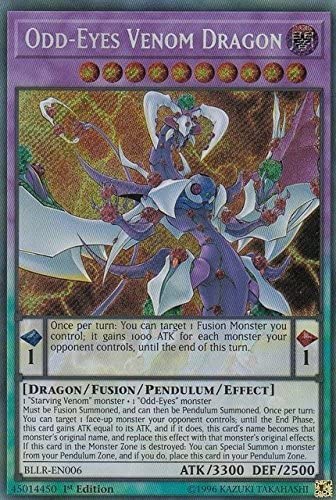 ODD-EYES VENOM DRAGON
Once per turn: You can target 1 Fusion Monster you
control; it gains 1000 ATK for each monster your
opponent controls, until the end of this turn.
1
1
[DRAGON/FUSION/PENDULUM/EFFECT]
1 "Starving Venom" monster + 1 "Odd-Eyes" monster
Must be Fusion Summoned, and can then be Pendulum Summoned. Once per turn:
You can target 1 face-up monster your opponent controls; until the End Phase,
this card gains ATK equal to its ATK, and if it does, this card's name becomes that
monster's original name, and replace this effect with that monster's original effects.
If this card in the Monster Zone is destroyed: You can Special Summon 1 monster
from your Pendulum Zone, and if you do, place this card in your Pendulum Zone.
BLLR-EN006
ATK/3300
DEF/2500
45014450
1st Edition
©1996 KAZUKI TAKAHASHI